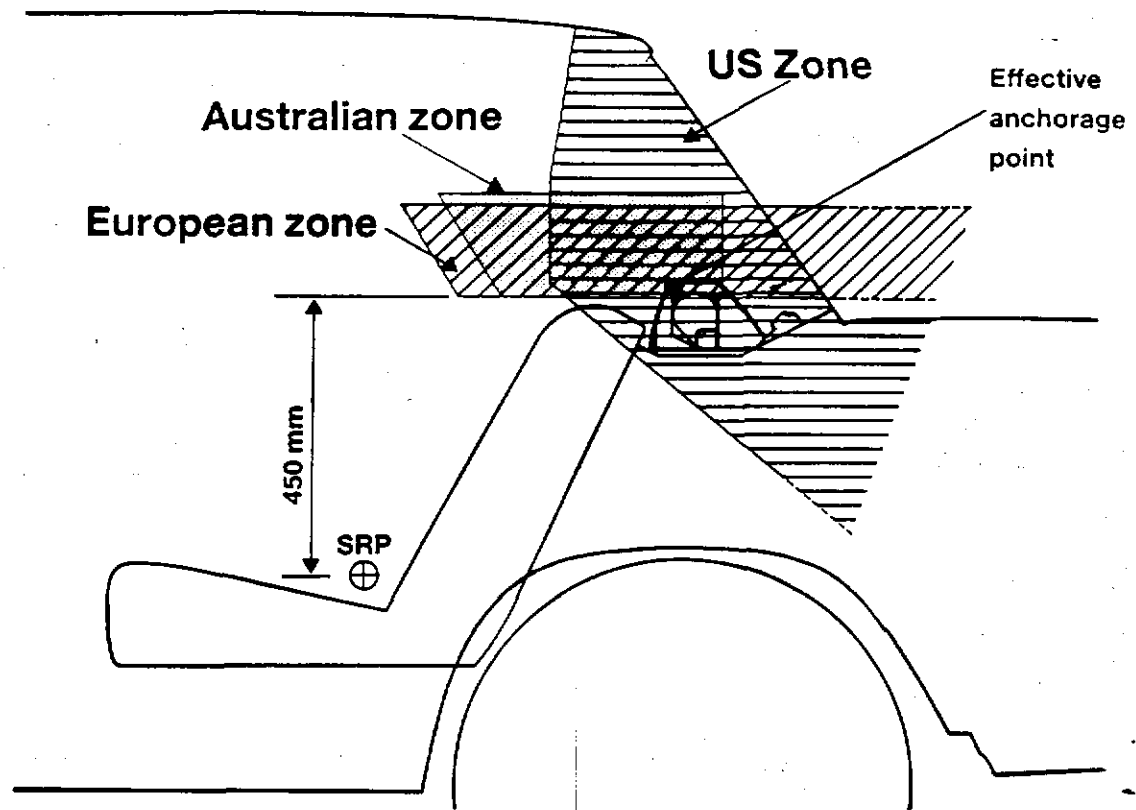 US Zone
Effective
anchorage
point
Australian zone
European zone
450 mm
SRP